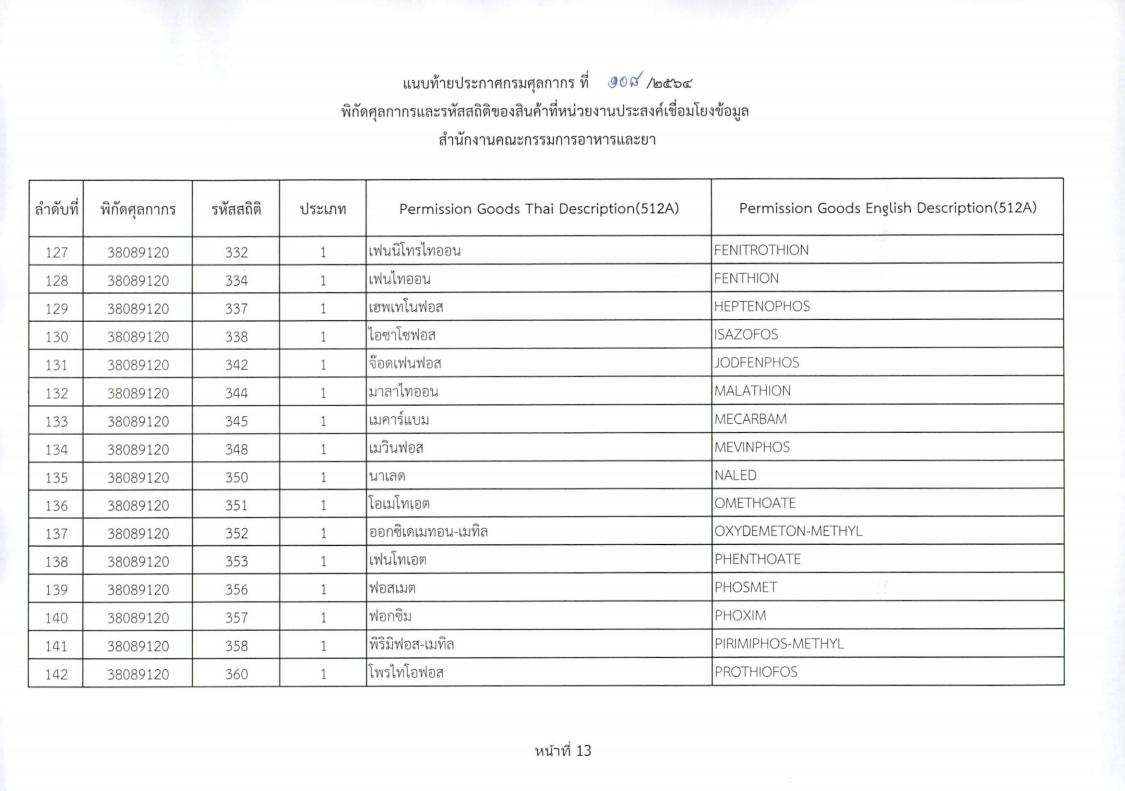 แนบท้ายประกาศกรมศุลกากร ที่ ๑๐๘ /๒๕๖๔
พิกัดศุลกากรและรหัสสถิติของสินค้าที่หน่วยงานประสงค์เชื่อมโยงข้อมูล
สำนักงานคณะกรรมการอาหารและยา
ลำดับที่ พิกัดศุลกากร รหัสสถิติ ประเภท Permission Goods Thai Description(512A) Permission Goods English Description(512A)
127 38089120 332 1 เฟนนิโทรไทออน FENITROTHION
128 38089120 334 1 เฟนไทออน FENTHION
129 38089120 337 1 เฮพเทโนฟอส HEPTENOPHOS
130 38089120 338 1 ไอซาโซฟอส ISAZOFOS
131 38089120 342 1 จ๊อดเฟนฟอส JODFENPHOS
132 38089120 344 1 มาลาไทออน MALATHION
133 38089120 345 1 เมคาร์แบม MECARBAM
134 38089120 348 1 เมวินฟอส MEVINPHOS
135 38089120 350 1 นาเลด NALED
136 38089120 351 1 โอเมโทเอต OMETHOATE
137 38089120 352 1 ออกซิเดเมทอน-เมทิล OXYDEMETON-METHYL
138 38089120 353 1 เฟนโทเอต PHENTHOATE
139 38089120 356 1 ฟอสเมต PHOSMET
140 38089120 357 1 ฟอกซิม PHOXIM
141 38089120 358 1 พิริมิฟอส-เมทิล PIRIMIPHOS-METHYL
142 38089120 360 1 โพรไทโอฟอส PROTHIOFOS
หน้าที่ 13